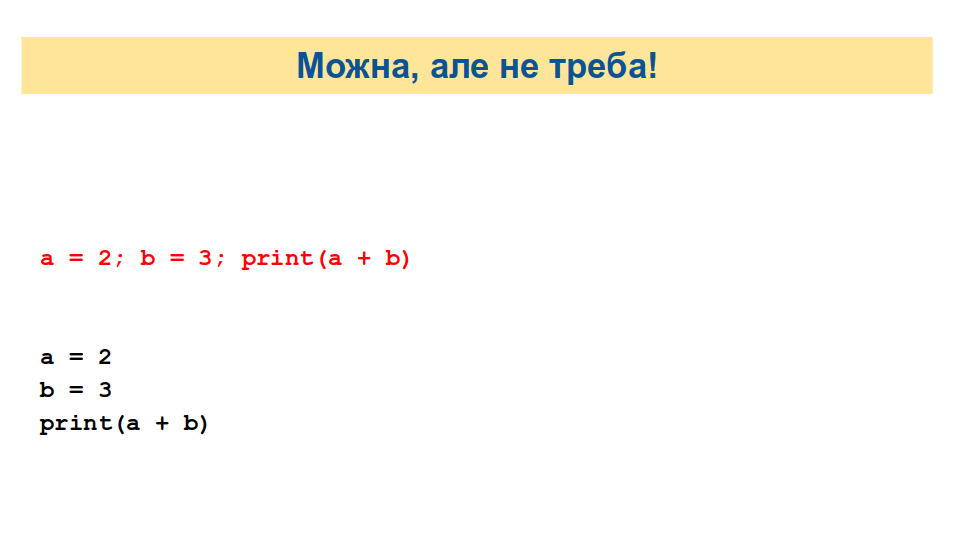 Можна, але не треба!
a = 2; b = 3; print(a + b)
a = 2
b = 3
print(a + b)